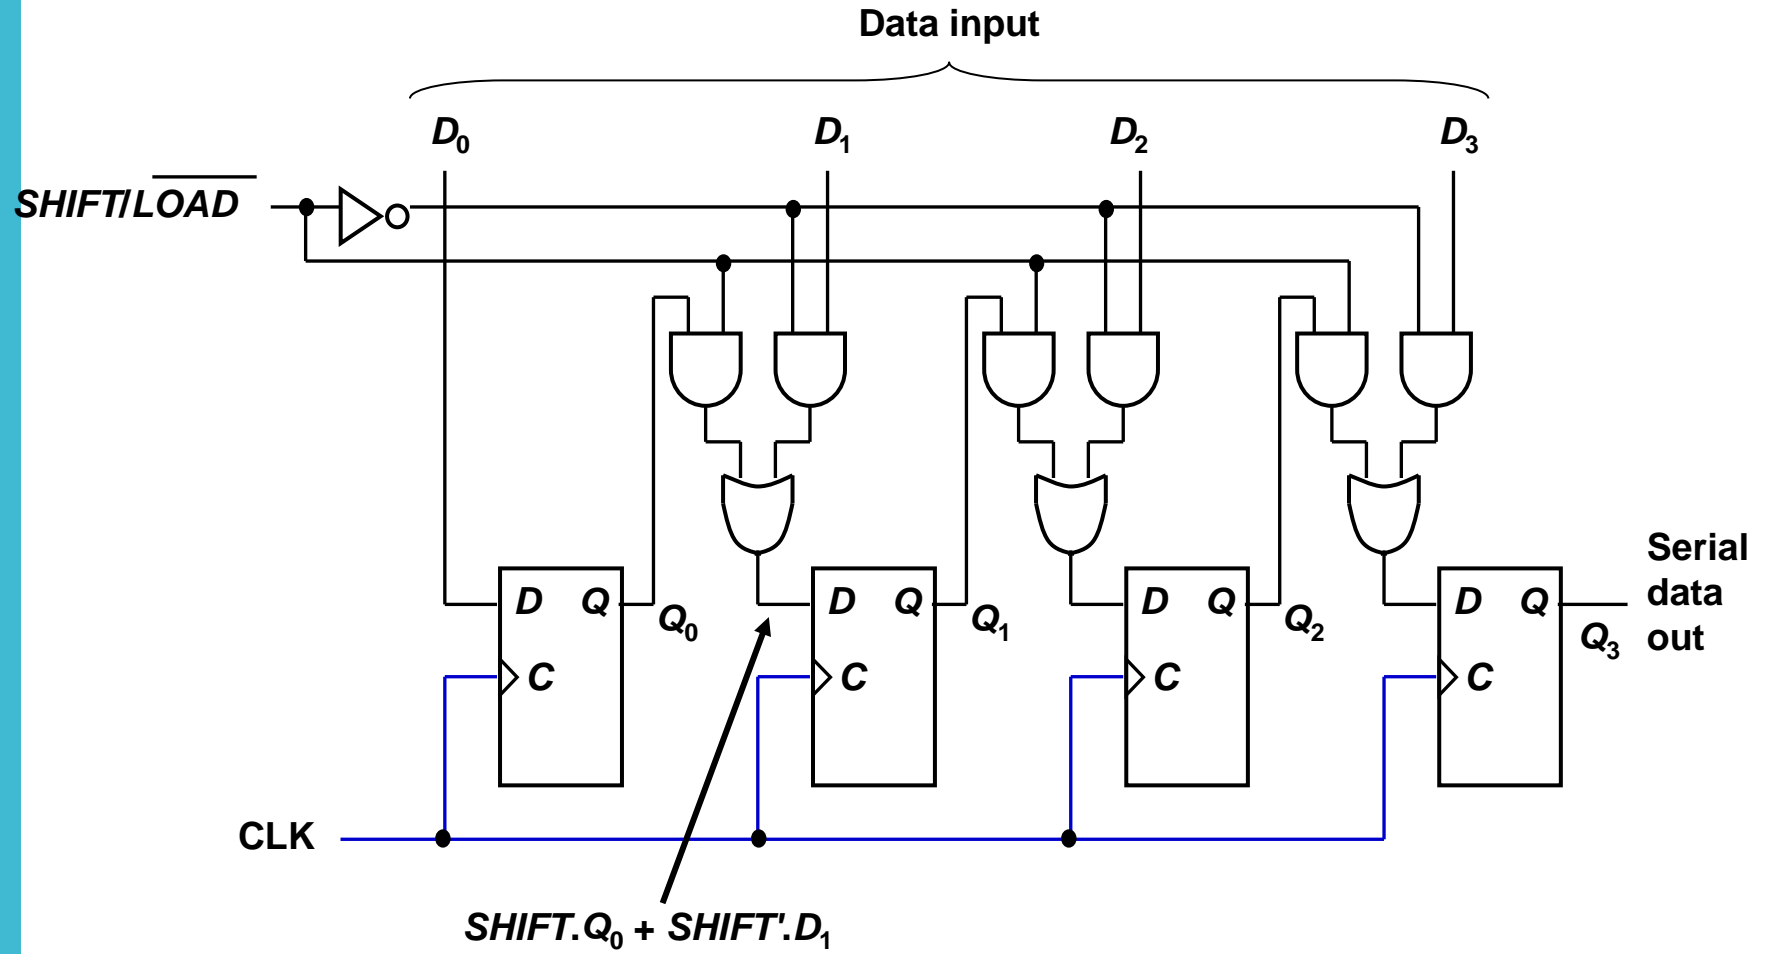 Data input
D0 D1 D2 D3
SHIFT/L̅O̅A̅D̅
Serial
data
out
D Q Q0 D Q Q1 D Q Q2 D Q Q3
C C C C
CLK
SHIFT.Q0 + SHIFT'.D1